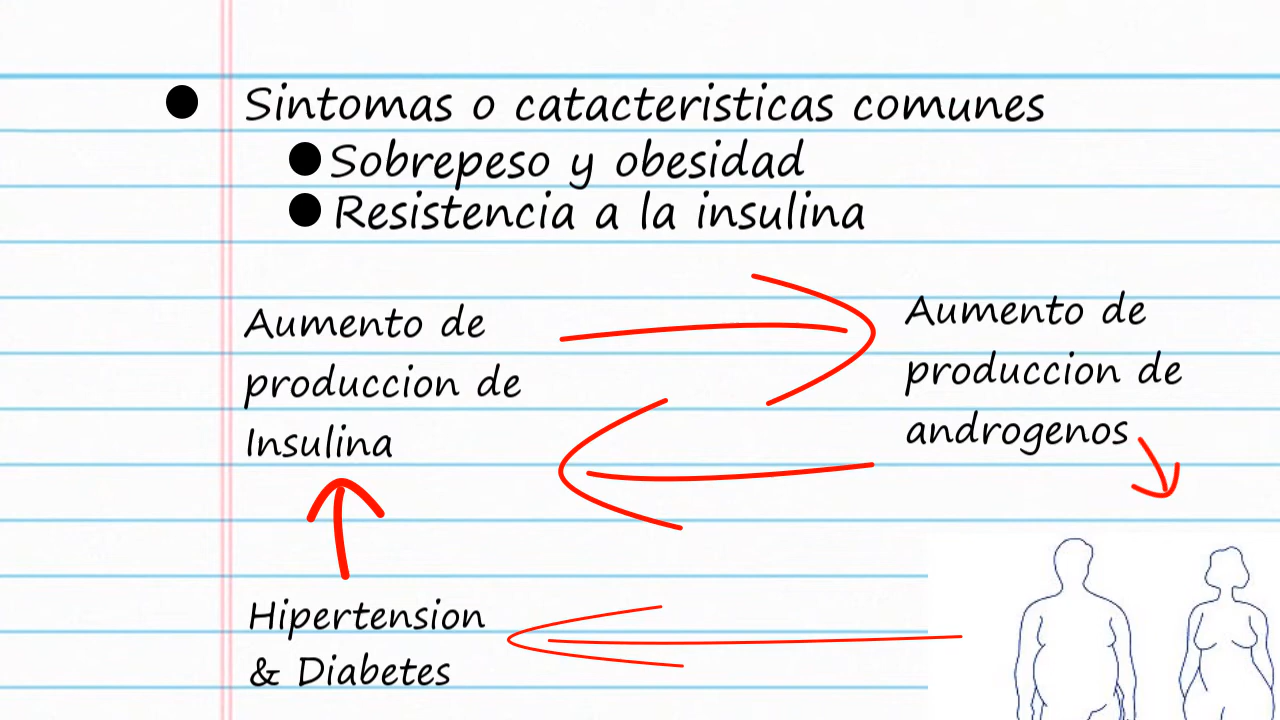 Sintomas o catacteristicas comunes
Sobrepeso y obesidad
Resistencia a la insulina
Aumento de
produccion de
Insulina
Aumento de
produccion de
androgenos
Hipertension
& Diabetes